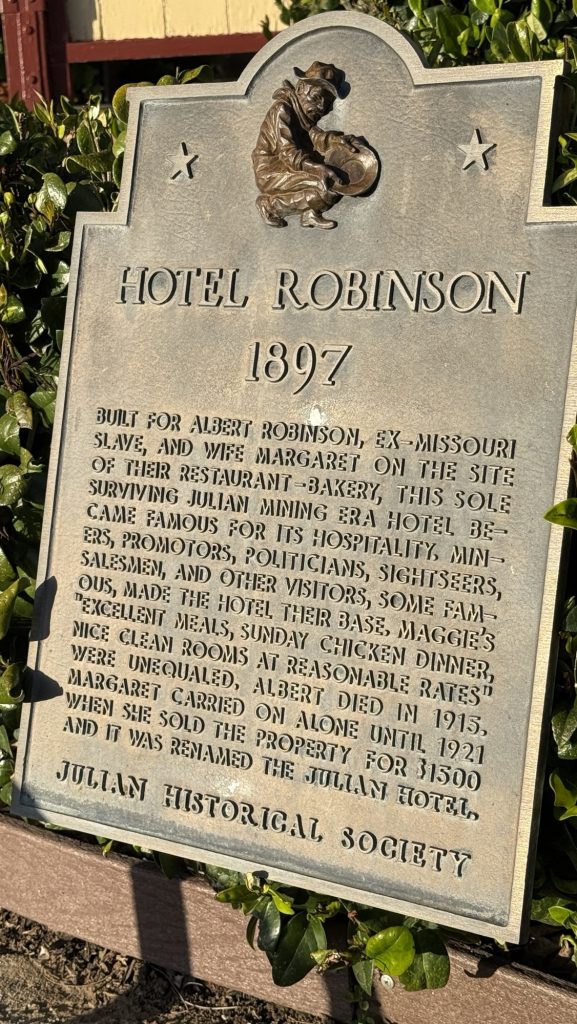 HOTEL ROBINSON
1897
BUILT FOR ALBERT ROBINSON, EX-MISSOURI
SLAVE, AND WIFE MARGARET ON THE SITE
OF THEIR RESTAURANT-BAKERY, THIS SOLE
SURVIVING JULIAN MINING ERA HOTEL BE-
CAME FAMOUS FOR ITS HOSPITALITY. MIN-
ERS, PROMOTORS, POLITICIANS, SIGHTSEERS,
SALESMEN, AND OTHER VISITORS, SOME FAM-
OUS, MADE THE HOTEL THEIR BASE. MAGGIE'S
"EXCELLENT MEALS, SUNDAY CHICKEN DINNER,
NICE CLEAN ROOMS AT REASONABLE RATES"
WERE UNEQUALED. ALBERT DIED IN 1915.
MARGARET CARRIED ON ALONE UNTIL 1921
WHEN SHE SOLD THE PROPERTY FOR $1500
AND IT WAS RENAMED THE JULIAN HOTEL.
JULIAN HISTORICAL SOCIETY